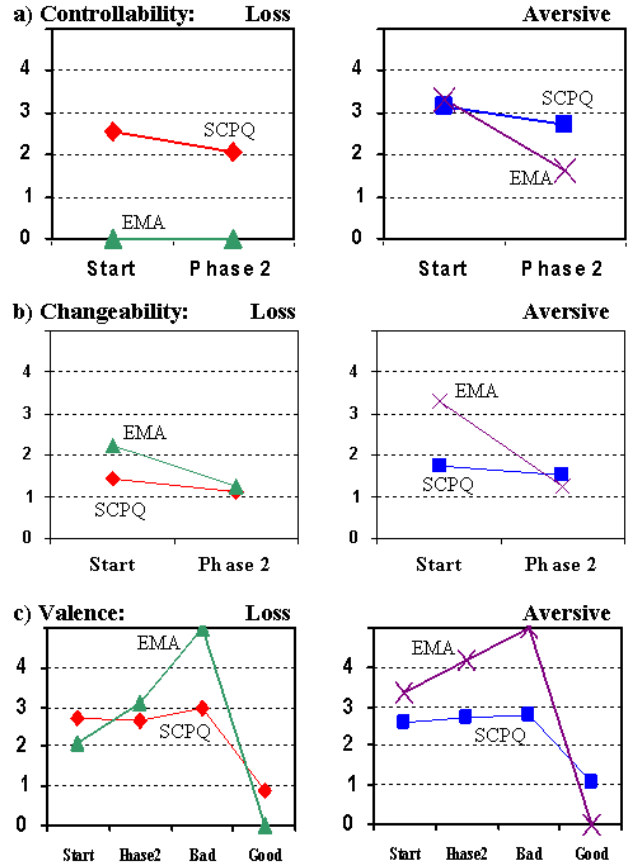 a) Controllability: Loss Aversive
5
4
3
2
1
0
SCPQ
EMA
Start Phase 2
4
3
2
1
0
SCPQ
EMA
Start Phase 2
b) Changeability: Loss Aversive
4
3
2
1
0
EMA
SCPQ
Start Phase 2
4
3
2
1
0
EMA
SCPQ
Start Phase 2
c) Valence: Loss Aversive
4
3
2
1
0
EMA
SCPQ
Start Phase2 Bad Good
4
3
2
1
0
EMA
SCPQ
Start Phase2 Bad Good